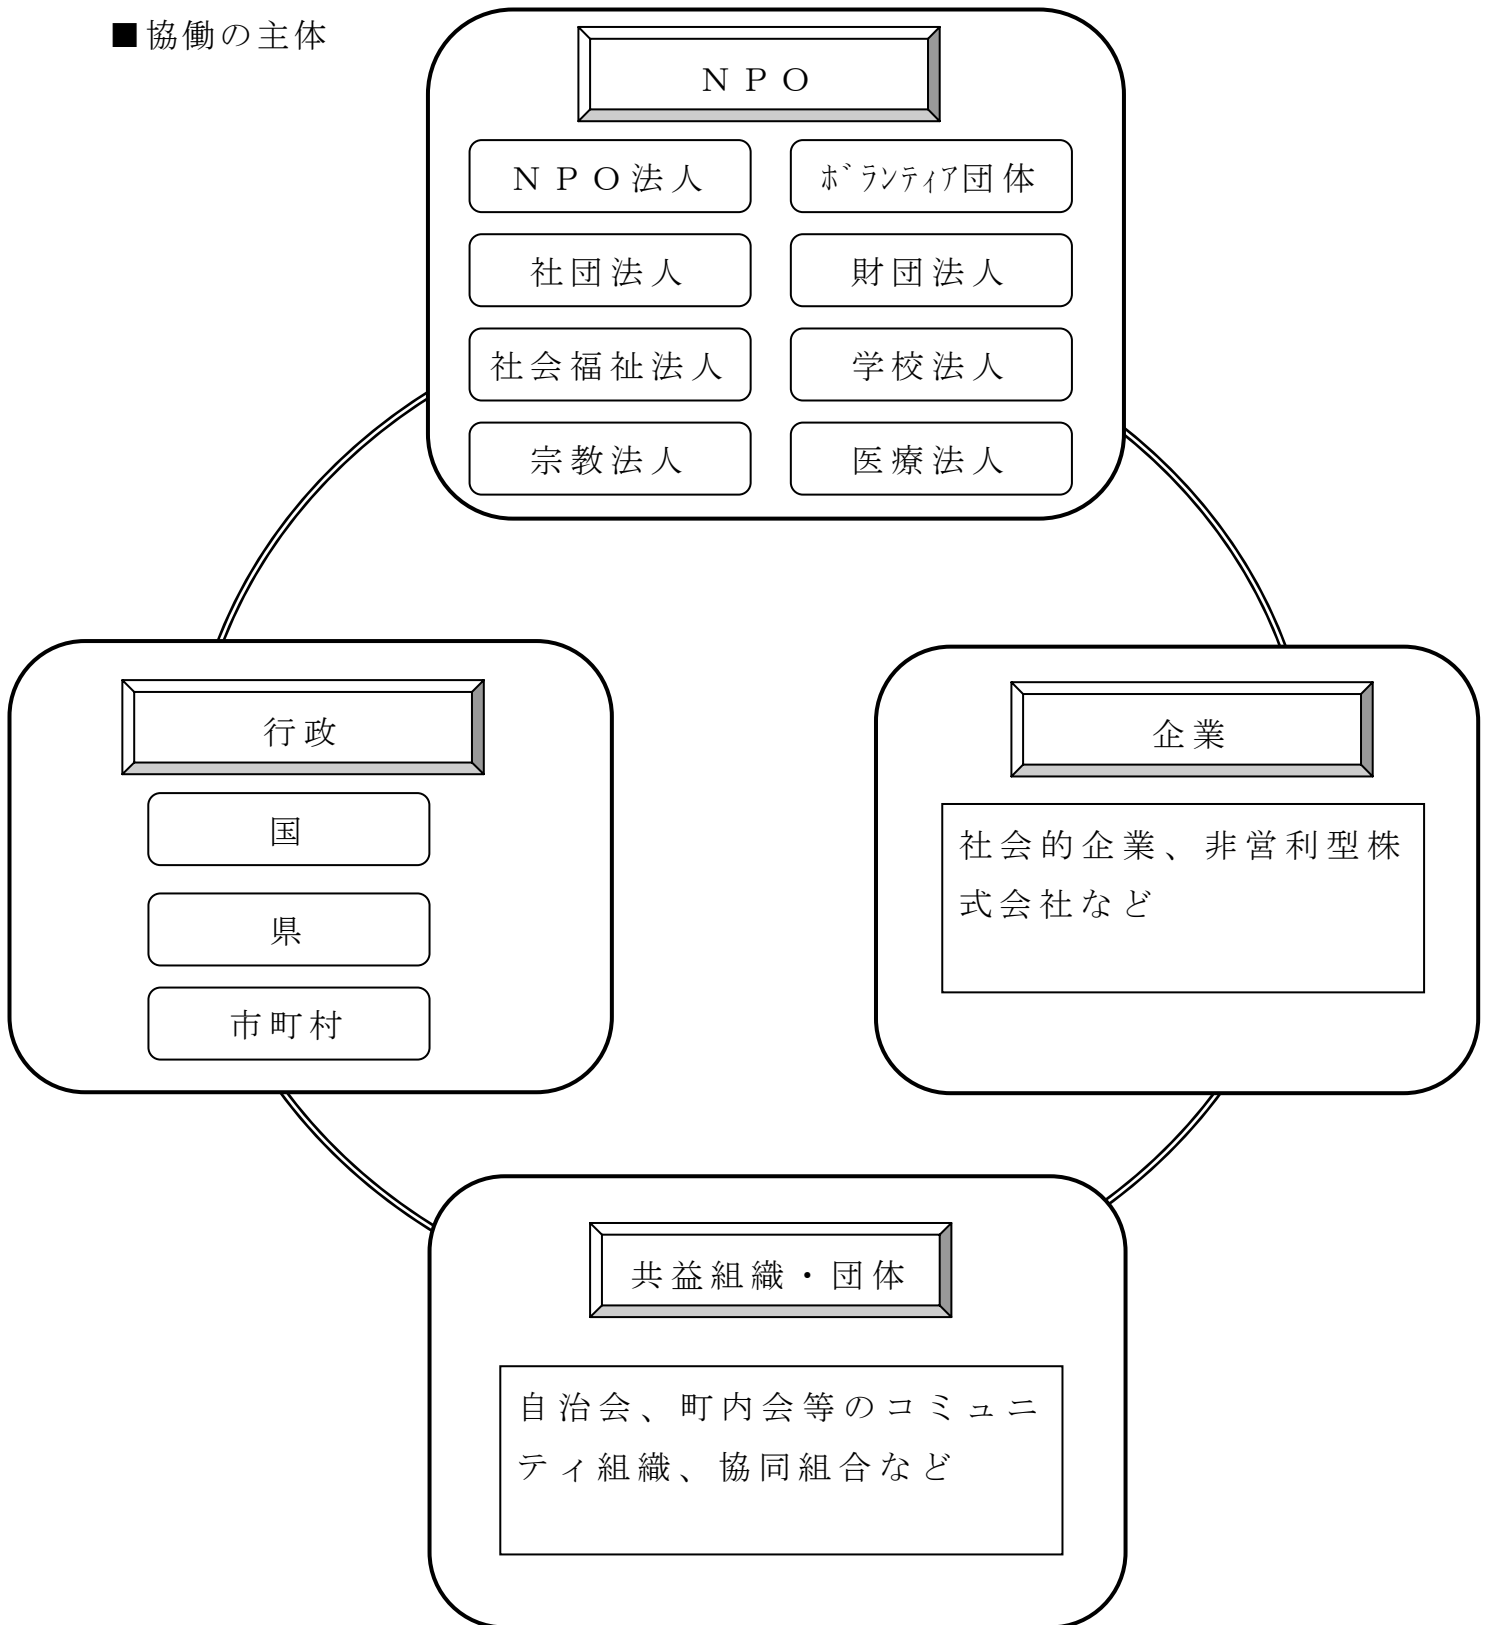 ■協働の主体
ＮＰＯ
ＮＰＯ法人
ﾎﾞﾗﾝﾃｨｱ団体
社団法人
財団法人
社会福祉法人
学校法人
宗教法人
医療法人
行政
国
県
市町村
企業
社会的企業、非営利型株
式会社など
共益組織・団体
自治会、町内会等のコミュニ
ティ組織、協同組合など